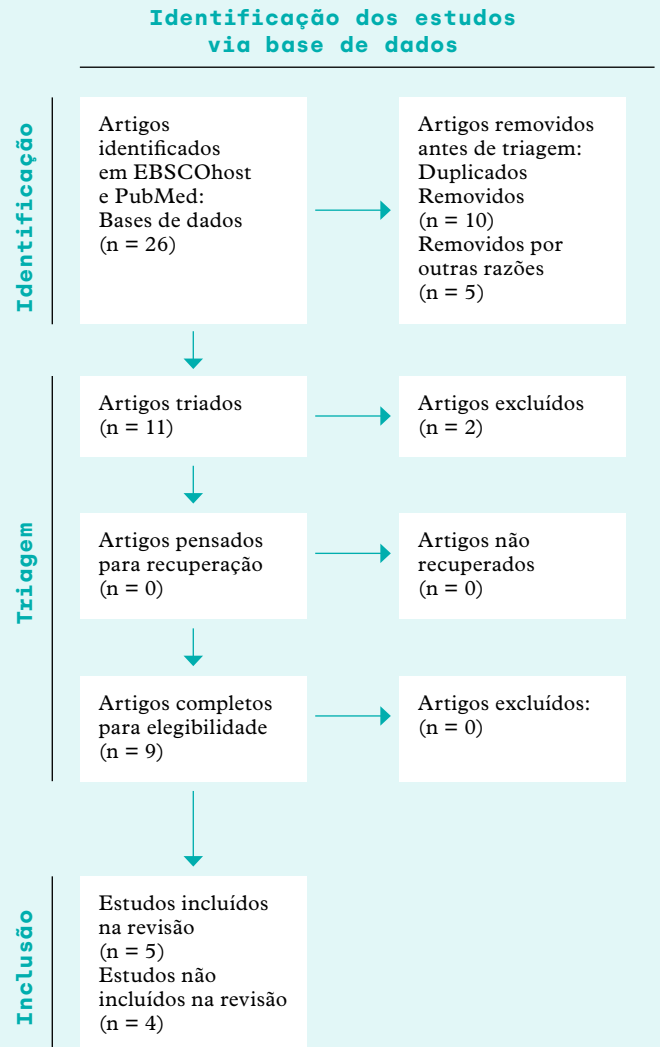 Identificação dos estudos
via base de dados
Identificação
Artigos
identificados
em EBSCOhost
e PubMed:
Bases de dados
(n = 26)
Artigos removidos
antes de triagem:
Duplicados
Removidos
(n = 10)
Removidos por
outras razões
(n = 5)
Triagem
Artigos triados
(n = 11)
Artigos excluídos
(n = 2)
Artigos pensados
para recuperação
(n = 0)
Artigos não
recuperados
(n = 0)
Artigos completos
para elegibilidade
(n = 9)
Artigos excluídos:
(n = 0)
Inclusão
Estudos incluídos
na revisão
(n = 5)
Estudos não
incluídos na revisão
(n = 4)